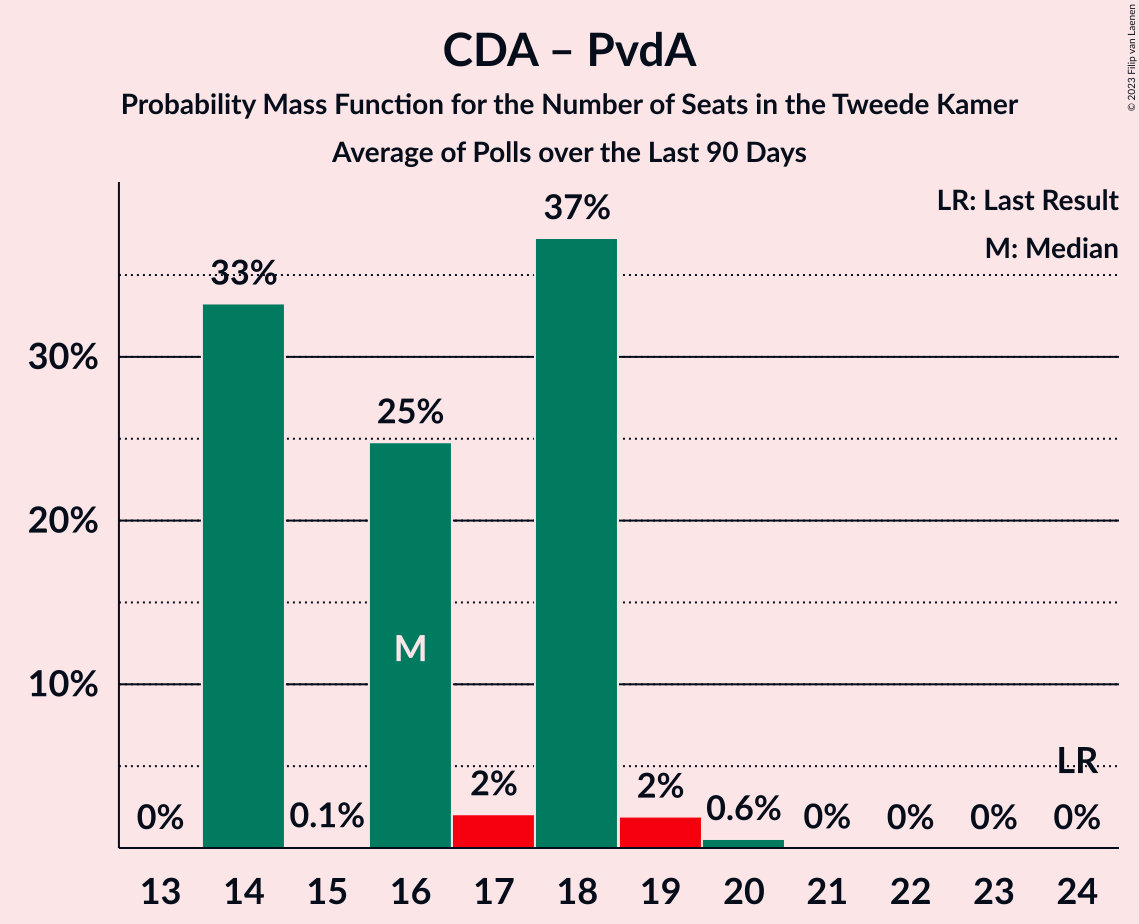 CDA – PvdA
Probability Mass Function for the Number of Seats in the Tweede Kamer
Average of Polls over the Last 90 Days
© 2023 Filip van Laenen
LR: Last Result
M: Median
37%
33%
30%
25%
20%
M
10%
LR
2%
2%
0%
0.1%
0.6%
0%
0%
0%
0%
13 14 15 16 17 18 19 20 21 22 23 24